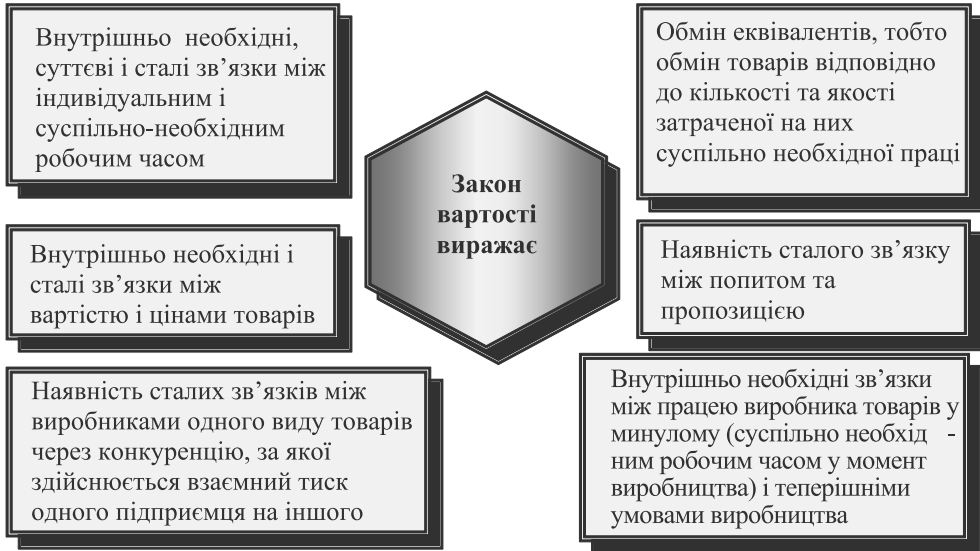 Внутрішньо необхідні,
суттєві і сталі зв’язки між
індивідуальним і
суспільно-необхідним
робочим часом
Обмін еквівалентів, тобто
обмін товарів відповідно
до кількості та якості
затраченої на них
суспільно необхідної праці
Закон
вартості
виражає
Внутрішньо необхідні і
сталі зв’язки між
вартістю і цінами товарів
Наявність сталого зв’язку
між попитом та
пропозицією
Наявність сталих зв’язків між
виробниками одного виду товарів
через конкуренцію, за якої
здійснюється взаємний тиск
одного підприємця на іншого
Внутрішньо необхідні зв’язки
між працею виробника товарів у
минулому (суспільно необхід -
ним робочим часом у момент
виробництва) і теперішніми
умовами виробництва